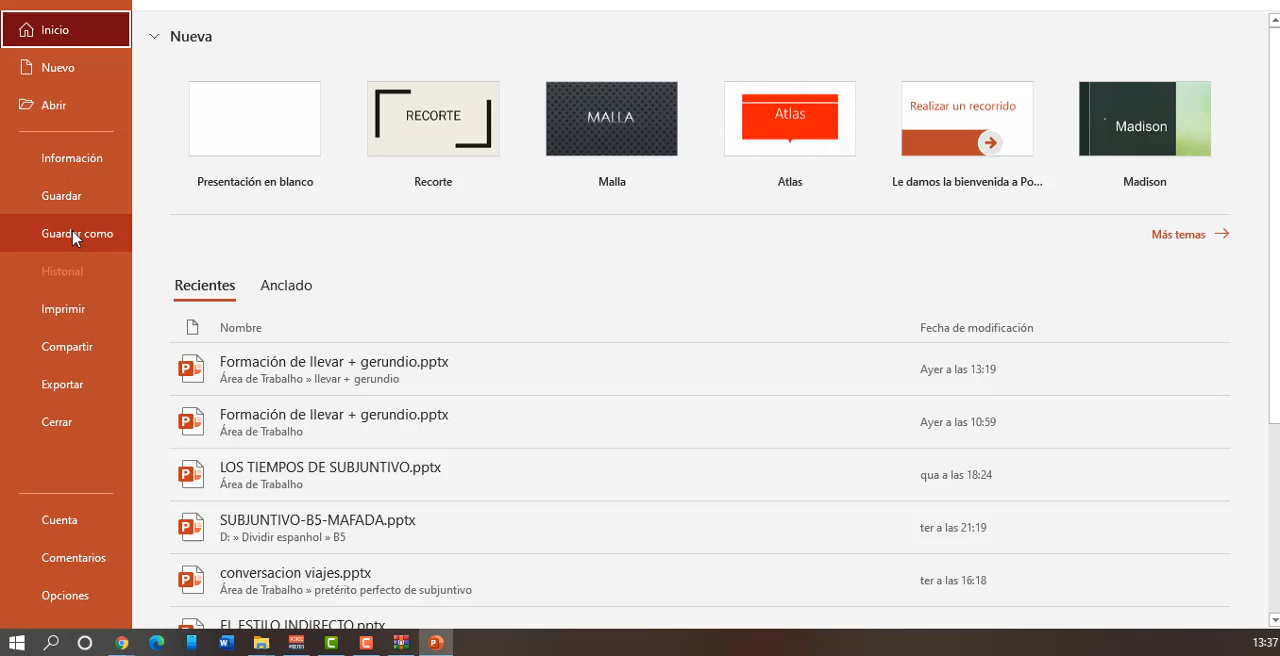 Inicio
Nuevo
Abrir
Información
Guardar
Guardar como
Historial
Imprimir
Compartir
Exportar
Cerrar
Cuenta
Comentarios
Opciones
Nueva
RECORTE
MALLA
Atlas
Realizar un recorrido
Madison
Presentación en blanco
Recorte
Malla
Atlas
Le damos la bienvenida a Po...
Madison
Más temas
Recientes Anclado
Nombre Fecha de modificación
Formación de llevar + gerundio.pptx
Área de Trabalho » llevar + gerundio
Ayer a las 13:19
Formación de llevar + gerundio.pptx
Área de Trabalho
Ayer a las 10:59
LOS TIEMPOS DE SUBJUNTIVO.pptx
Área de Trabalho
qua a las 18:24
SUBJUNTIVO-B5-MAFADA.pptx
D: » Dividir espanhol » B5
ter a las 21:19
conversacion viajes.pptx
Área de Trabalho » pretérito perfecto de subjuntivo
ter a las 16:18
EL ESTILO INDIRECTO.pptx
13:37